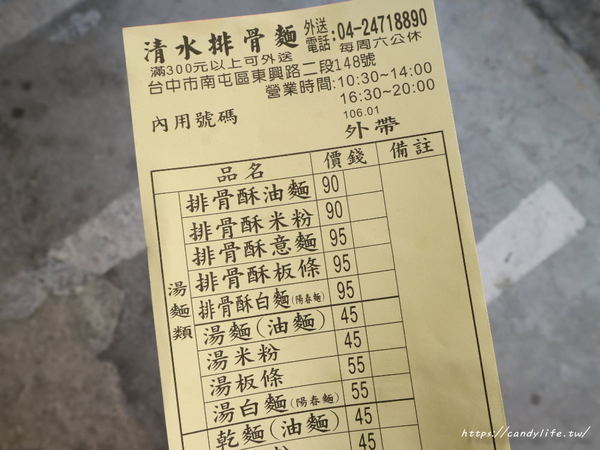 清水排骨麵 外送電話:04-24718890
滿300元以上可外送 每周六公休
台中市南屯區東興路二段148號
營業時間:10:30~14:00
16:30~20:00
106.01
內用號碼
外帶
品名 價錢 備註
湯麵類
排骨酥油麵 90
排骨酥米粉 90
排骨酥意麵 95
排骨酥板條 95
排骨酥白麵(陽春麵) 95
湯麵(油麵) 45
湯米粉 45
湯板條 55
湯白麵(陽春麵) 55
乾麵(油麵) 45
45
https://candylife.tw/